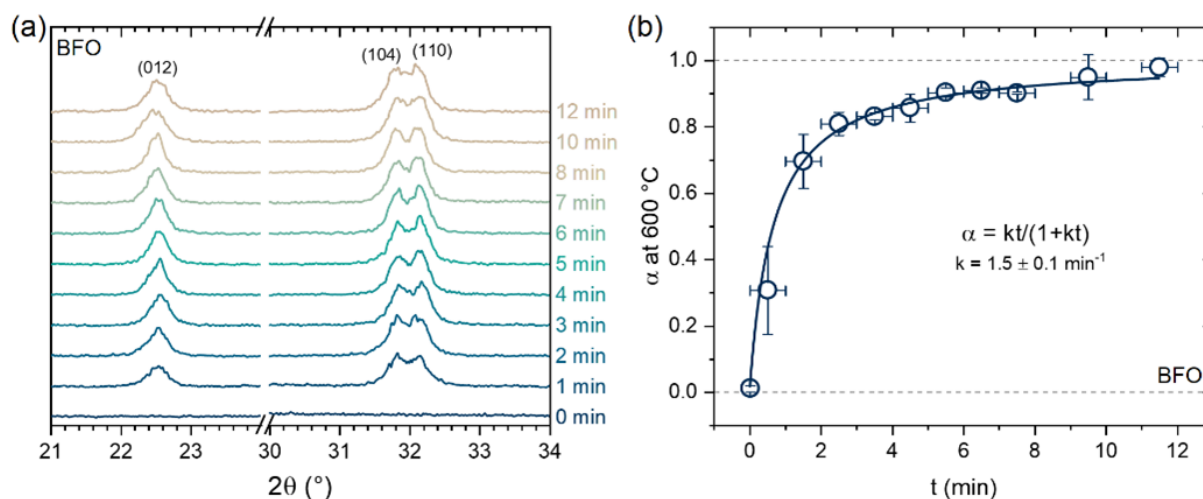 (a)
BFO
(012)
(104)
(110)
12 min
10 min
8 min
7 min
6 min
5 min
4 min
3 min
2 min
1 min
0 min
21 22 23 30 31 32 33 34
2θ (°)
(b)
α at 600 °C
1.0
0.8
0.6
0.4
0.2
0.0
α = kt/(1+kt)
k = 1.5 ± 0.1 min⁻¹
BFO
0 2 4 6 8 10 12
t (min)